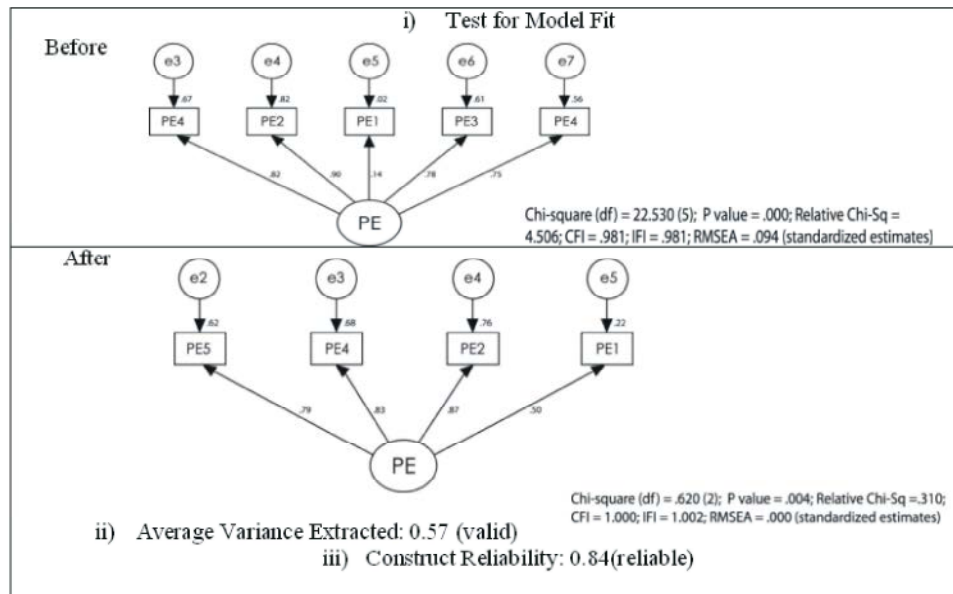 i) Test for Model Fit
Before
e3 e4 e5 e6 e7
.67 .82 .02 .61 .56
PE4 PE2 PE1 PE3 PE4
.82 .90 .14 .78 .75
PE
Chi-square (df) = 22.530 (5); P value = .000; Relative Chi-Sq =
4.506; CFI = .981; IFI = .981; RMSEA = .094 (standardized estimates)
After
e2 e3 e4 e5
.62 .68 .76 .22
PE5 PE4 PE2 PE1
.79 .83 .87 .50
PE
Chi-square (df) = .620 (2); P value = .004; Relative Chi-Sq =.310;
CFI = 1.000; IFI = 1.002; RMSEA = .000 (standardized estimates)
ii) Average Variance Extracted: 0.57 (valid)
iii) Construct Reliability: 0.84(reliable)